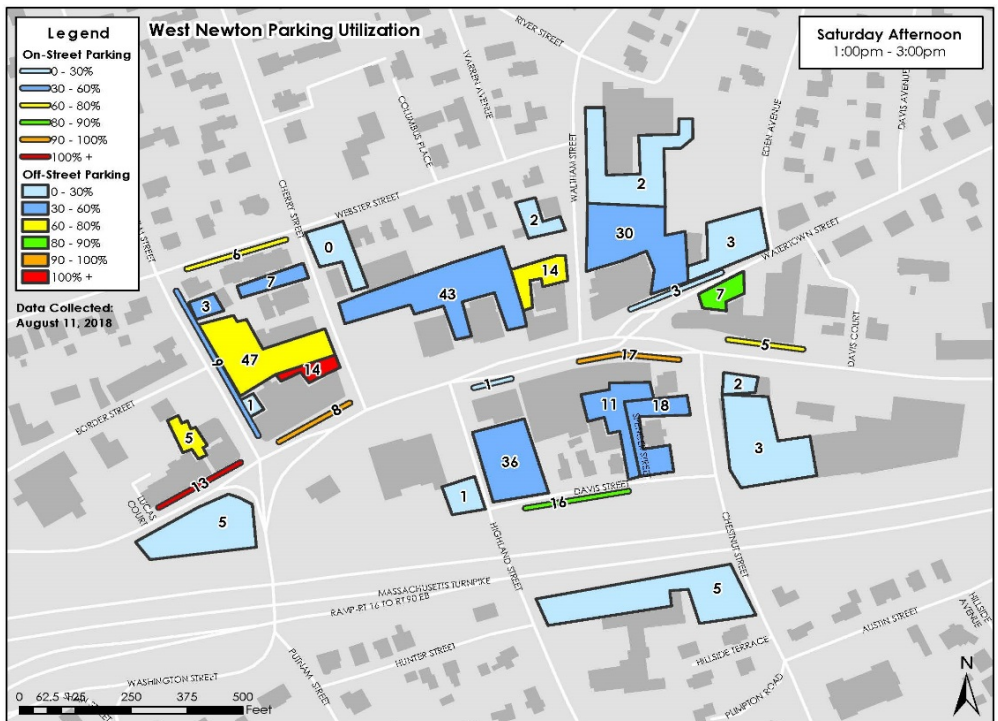 West Newton Parking Utilization
Legend
On-Street Parking
0 - 30%
30 - 60%
60 - 80%
80 - 90%
90 - 100%
100% +
Off-Street Parking
0 - 30%
30 - 60%
60 - 80%
80 - 90%
90 - 100%
100% +
Data Collected:
August 11, 2018
Saturday Afternoon
1:00pm - 3:00pm
RIVER STREET
WARREN AVENUE
COLUMBUS PLACE
WALTHAM STREET
EDEN AVENUE
DAVIS AVENUE
CHERRY STREET
WEBSTER STREET
STREET
WATERTOWN STREET
DAVIS COURT
BORDER STREET
LUCAS
COURT
SPENCER STREET
DAVIS STREET
HIGHLAND STREET
CHESTNUT STREET
MASSACHUSETTS TURNPIKE
RAMP-RT 16 TO RT 90 EB
HUNTER STREET
PUTNAM STREET
WASHINGTON STREET
HILLSIDE TERRACE
AUSTIN STREET
HILLSIDE
AVENUE
PLIMPTON ROAD
2
2
30
3
0
6
7
3
43
14
3
7
47
9
14
1
8
5
13
5
17
5
1
11
18
2
3
36
1
16
5
N
0 62.5 125 250 375 500
Feet